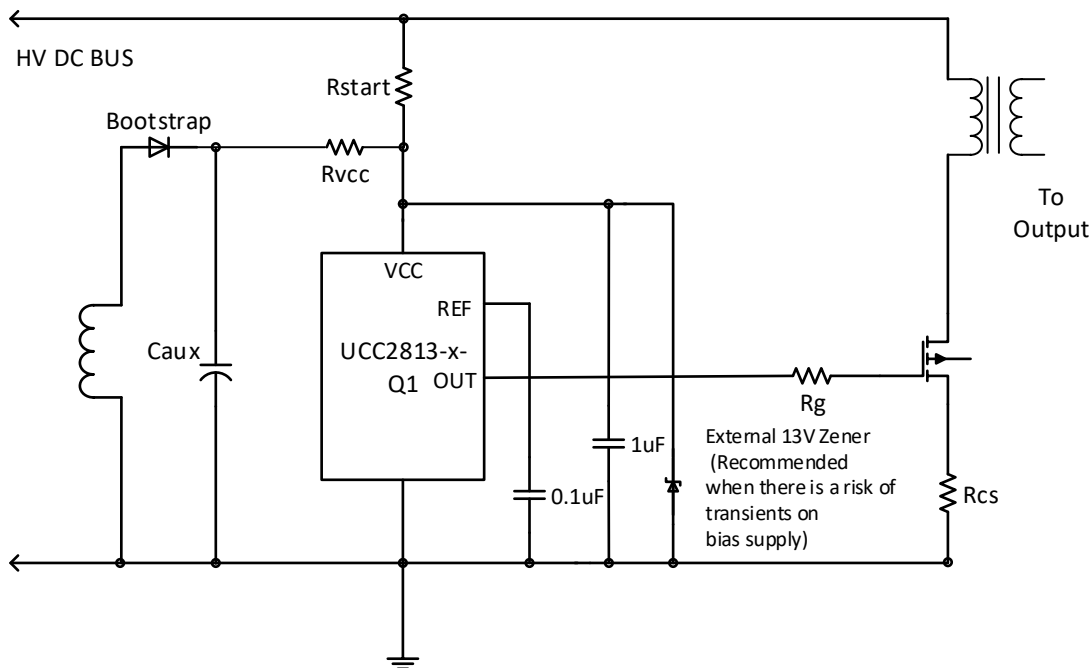 HV DC BUS
Rstart
Bootstrap
Rvcc
To
Output
VCC
REF
Caux
UCC2813-x-
Q1
OUT
Rg
1uF
External 13V Zener
(Recommended
when there is a risk of
transients on
bias supply)
0.1uF
Rcs